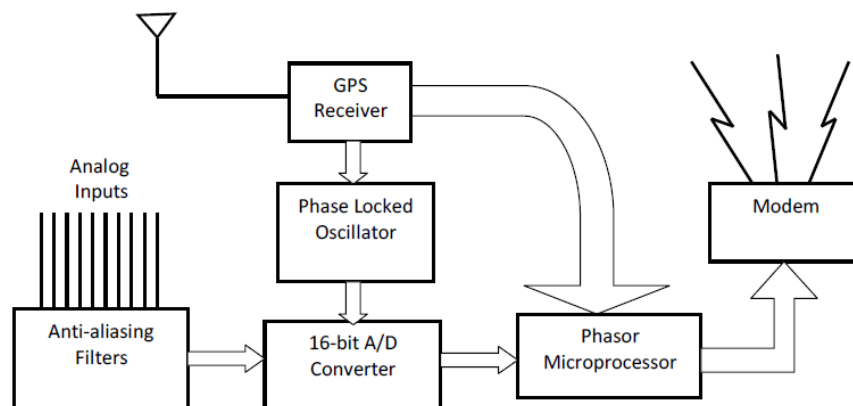 GPS
Receiver
Analog
Inputs
Phase Locked
Oscillator
Modem
Anti-aliasing
Filters
16-bit A/D
Converter
Phasor
Microprocessor